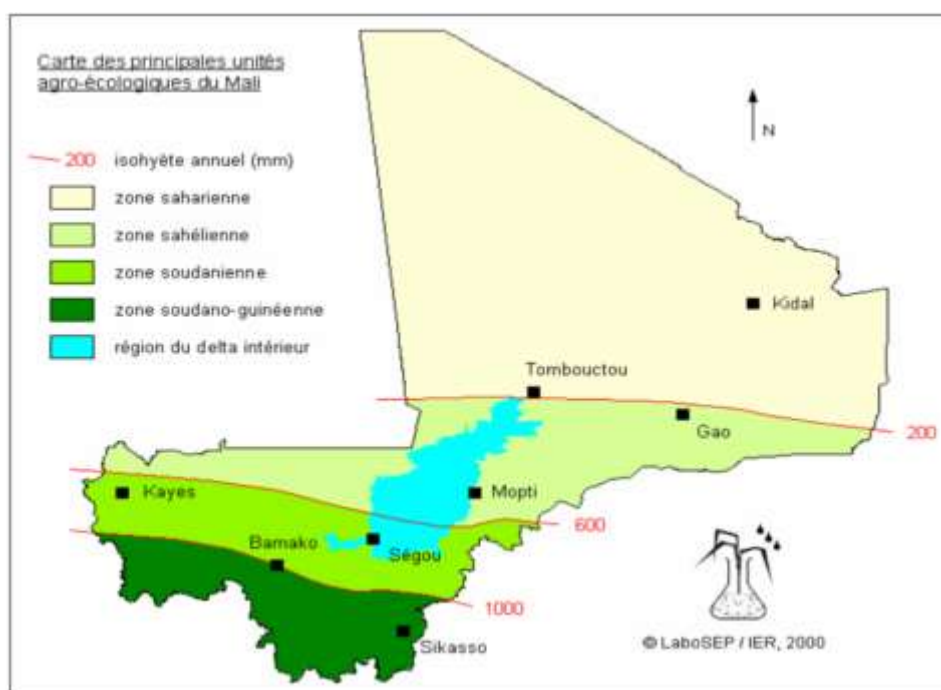 Carte des principales unités
agro-écologiques du Mali
200 isohyète annuel (mm)
zone saharienne
zone sahélienne
zone soudanienne
zone soudano-guinéenne
région du delta intérieur
N
Kidal
Tombouctou
Gao
200
Kayes
Mopti
600
Bamako
Ségou
1000
Sikasso
© LaboSEP / IER, 2000